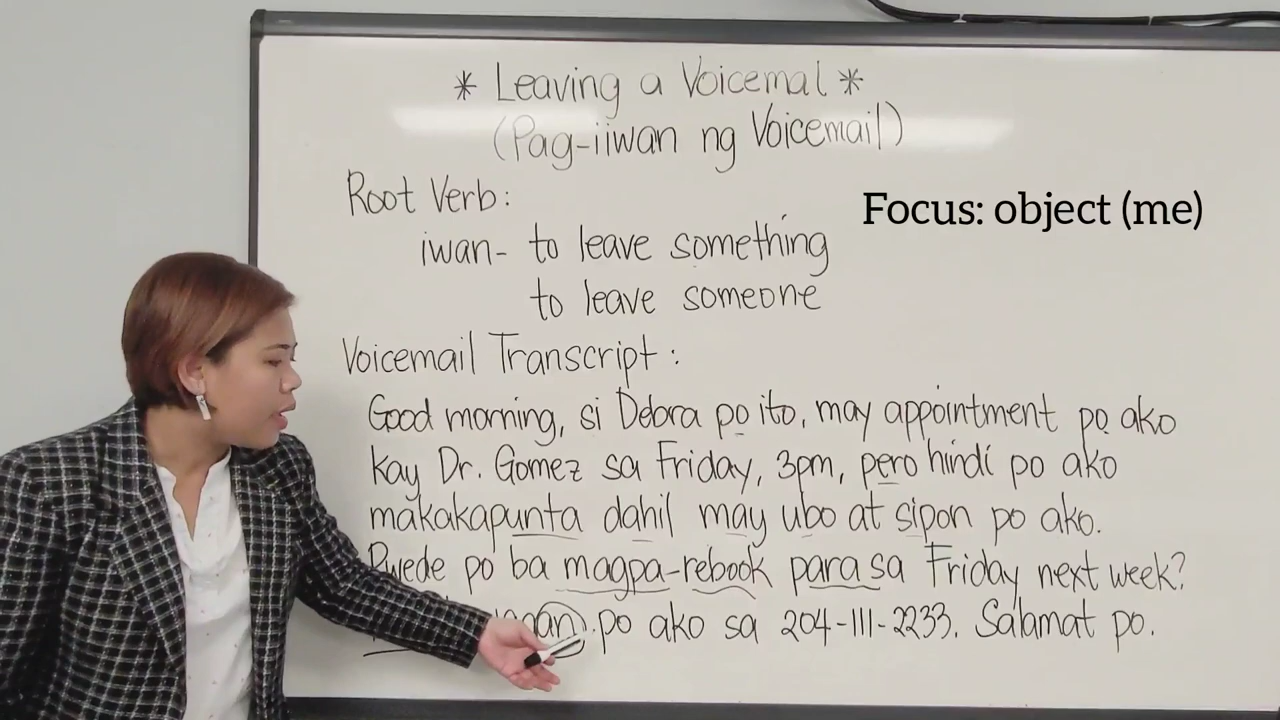 * Leaving a Voicemal *
(Pag-iiwan ng Voicemail)
Root Verb:
Focus: object (me)
iwan- to leave something
to leave someone
Voicemail Transcript:
Good morning, si Debora po ito, may appointment po ako
kay Dr. Gomez sa Friday, 3pm, pero hindi po ako
makakapunta dahil may ubo at sipon po ako.
Pwede po ba magpa-rebook para sa Friday next week?
po ako sa 204-111-2233. Salamat po.